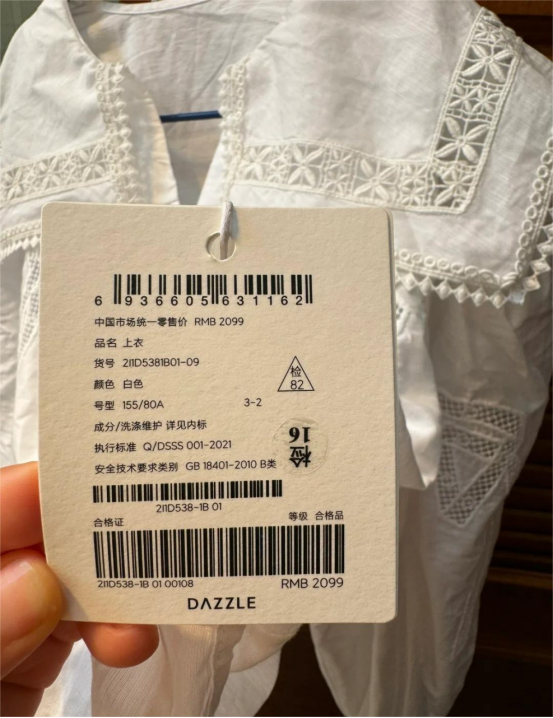 6 936605 631162
中国市场统一零售价 RMB 2099
品名 上衣
货号 2I1D5381B01-09
颜色 白色
检
82
号型 155/80A
3-2
成分/洗涤维护 详见内标
执行标准 Q/DSSS 001-2021
检
16
安全技术要求类别 GB 18401-2010 B类
2I1D538-1B 01
合格证 等级 合格品
2I1D538-1B 01 00108 RMB 2099
DAZZLE